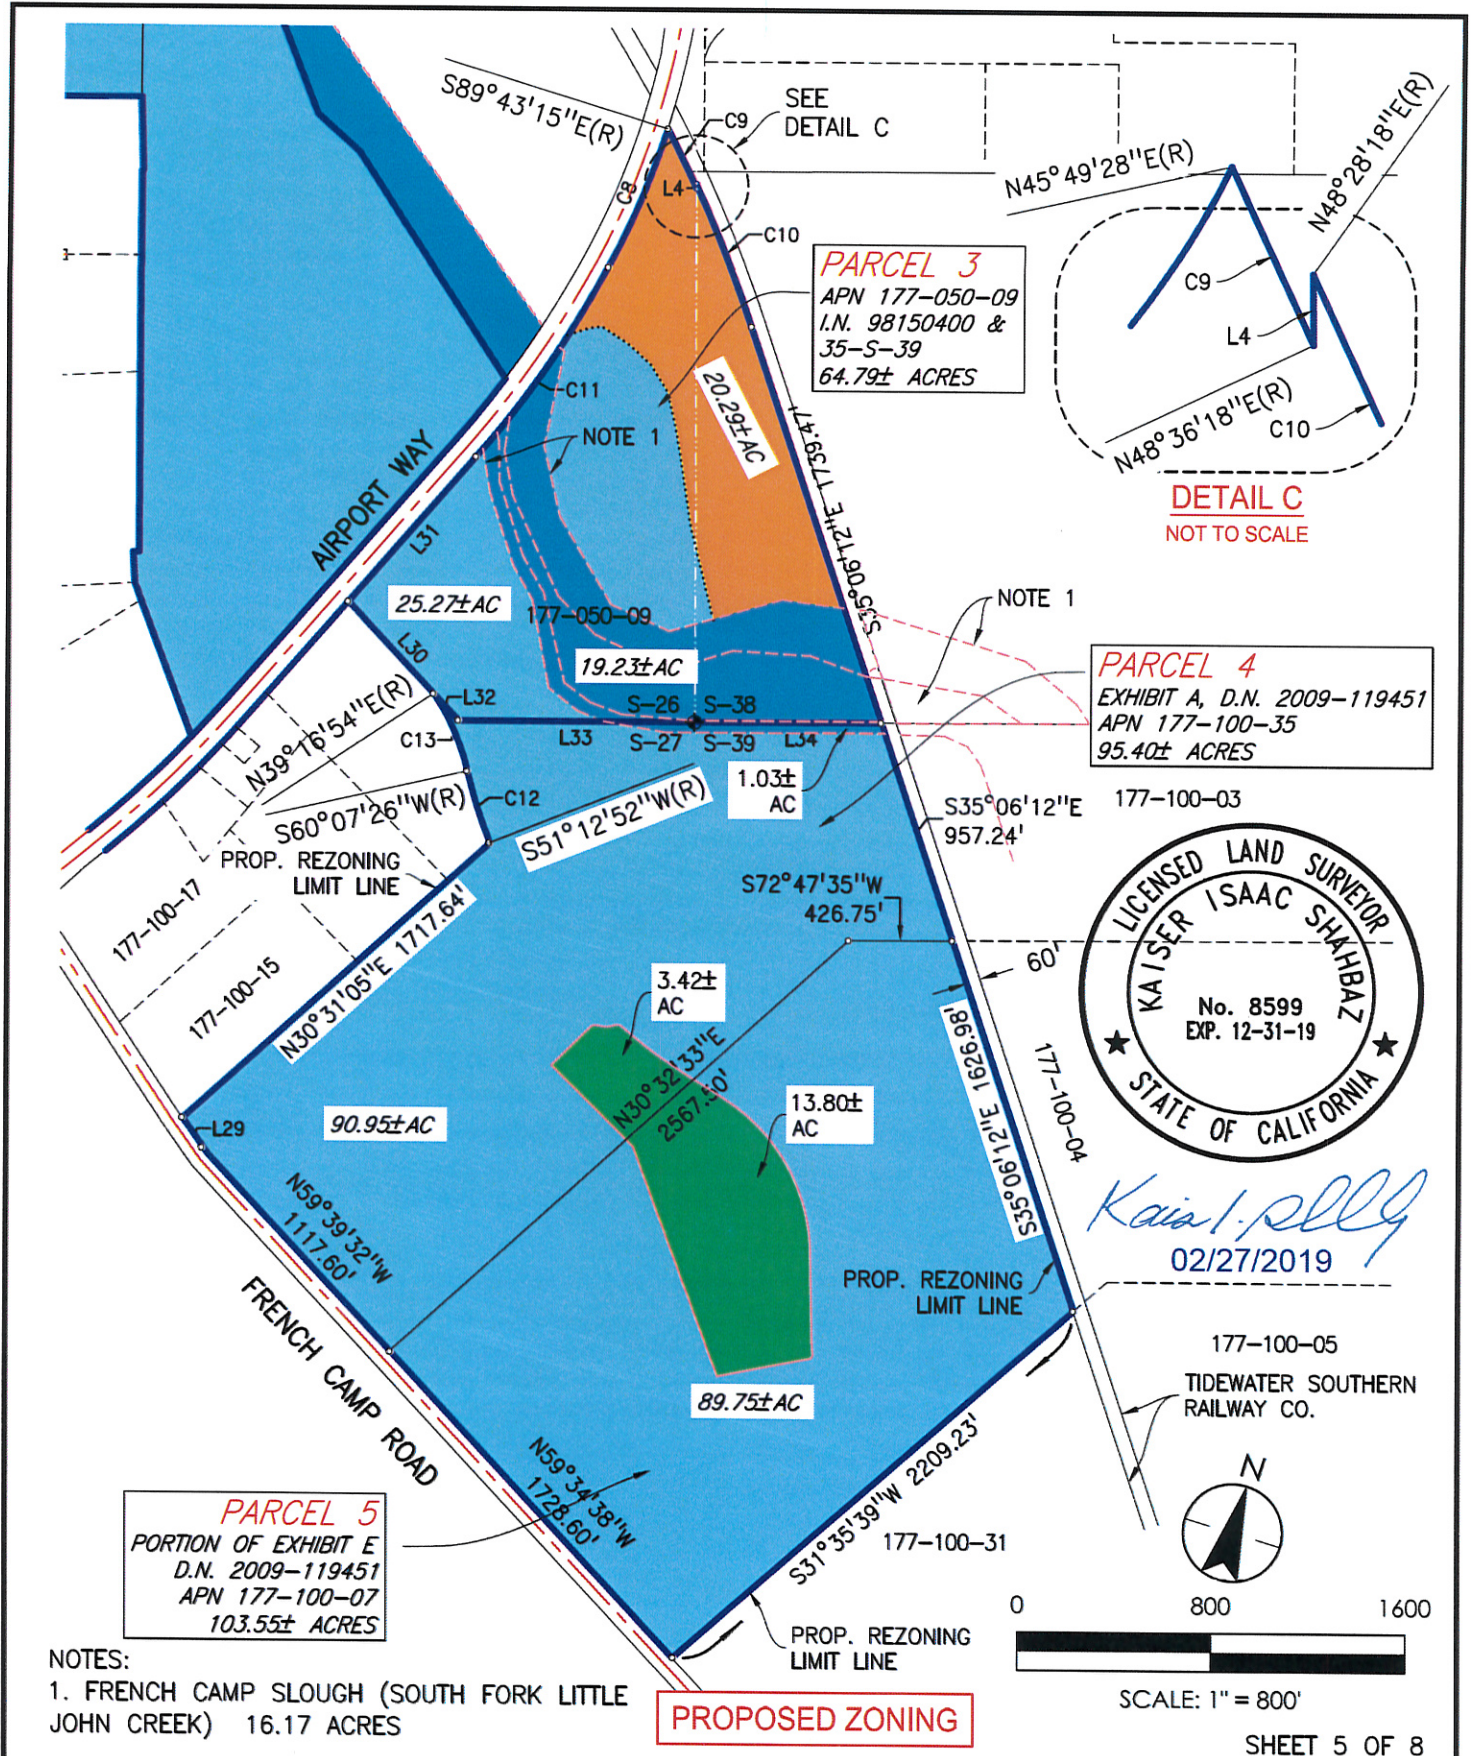 S89°43'15"E(R)
C9
SEE
DETAIL C
C8
L4
C10
N45°49'28"E(R)
N48°28'18"E(R)
C9
L4
N48°36'18"E(R)
C10
DETAIL C
NOT TO SCALE
PARCEL 3
APN 177-050-09
I.N. 98150400 &
35-S-39
64.79± ACRES
20.29±AC
C11
NOTE 1
S35°06'12"E 1739.47'
AIRPORT WAY
L31
25.27±AC
177-050-09
19.23±AC
NOTE 1
L30
L32
N39°16'54"E(R)
S-26
S-38
S-27
S-39
L33
L34
C13
PARCEL 4
EXHIBIT A, D.N. 2009-119451
APN 177-100-35
95.40± ACRES
1.03±
AC
S60°07'26"W(R)
C12
S51°12'52"W(R)
S35°06'12"E
957.24'
177-100-03
PROP. REZONING
LIMIT LINE
177-100-17
177-100-15
N30°31'05"E 1717.64'
S72°47'35"W
426.75'
60'
LICENSED LAND SURVEYOR
KAISER ISAAC SHAHBAZ
No. 8599
EXP. 12-31-19
STATE OF CALIFORNIA
3.42±
AC
N30°32'33"E
2567.50'
13.80±
AC
S35°06'12"E 1626.98'
177-100-04
L29
90.95±AC
N59°39'32"W
1117.60'
02/27/2019
PROP. REZONING
LIMIT LINE
177-100-05
TIDEWATER SOUTHERN
RAILWAY CO.
FRENCH CAMP ROAD
89.75±AC
N59°34'38"W
1728.60'
S31°35'39"W 2209.23'
177-100-31
N
PARCEL 5
PORTION OF EXHIBIT E
D.N. 2009-119451
APN 177-100-07
103.55± ACRES
PROP. REZONING
LIMIT LINE
0 800 1600
SCALE: 1" = 800'
NOTES:
1. FRENCH CAMP SLOUGH (SOUTH FORK LITTLE
JOHN CREEK) 16.17 ACRES
PROPOSED ZONING
SHEET 5 OF 8